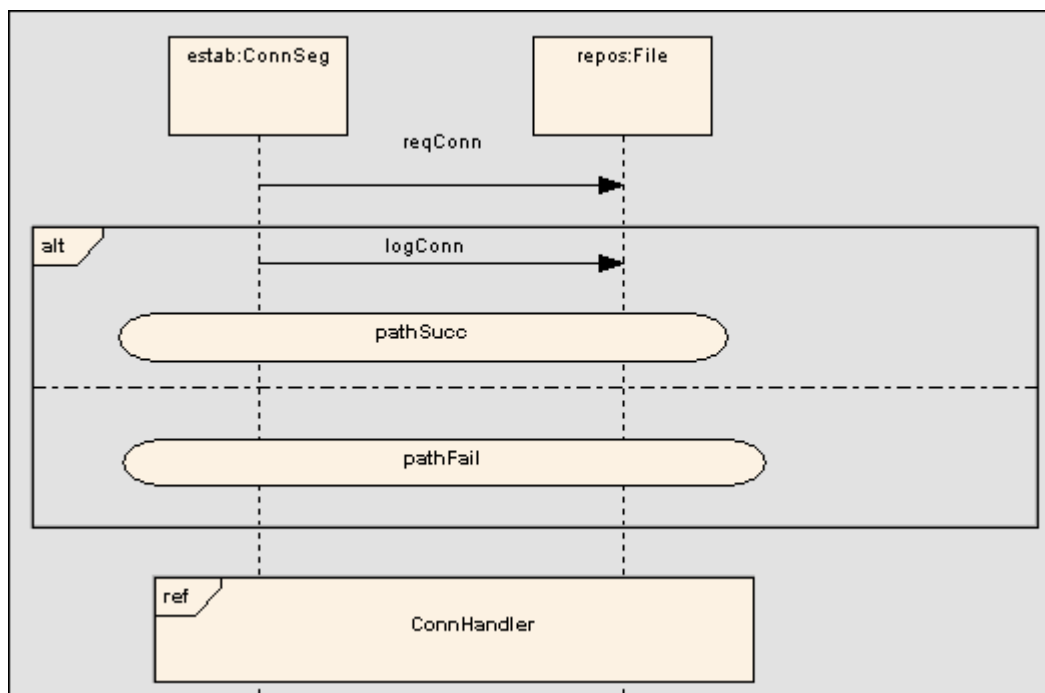 estab:ConnSeg
repos:File
reqConn
alt
logConn
pathSucc
pathFail
ref
ConnHandler